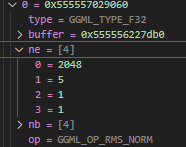 0 = 0x555557029060
type = GGML_TYPE_F32
buffer = 0x555556227db0
ne = [4]
0 = 2048
1 = 5
2 = 1
3 = 1
nb = [4]
op = GGML_OP_RMS_NORM